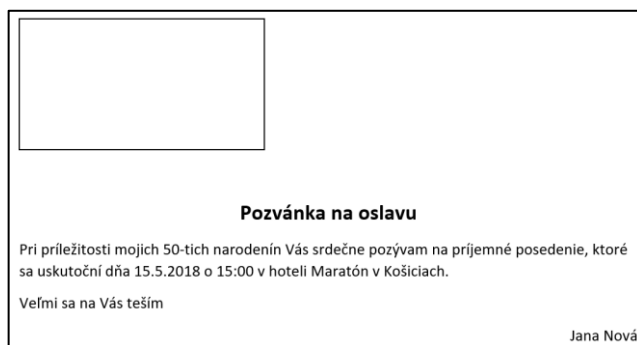 Pozvánka na oslavu
Pri príležitosti mojich 50-tich narodenín Vás srdečne pozývam na príjemné posedenie, ktoré
sa uskutoční dňa 15.5.2018 o 15:00 v hoteli Maratón v Košiciach.
Veľmi sa na Vás teším
Jana Nová